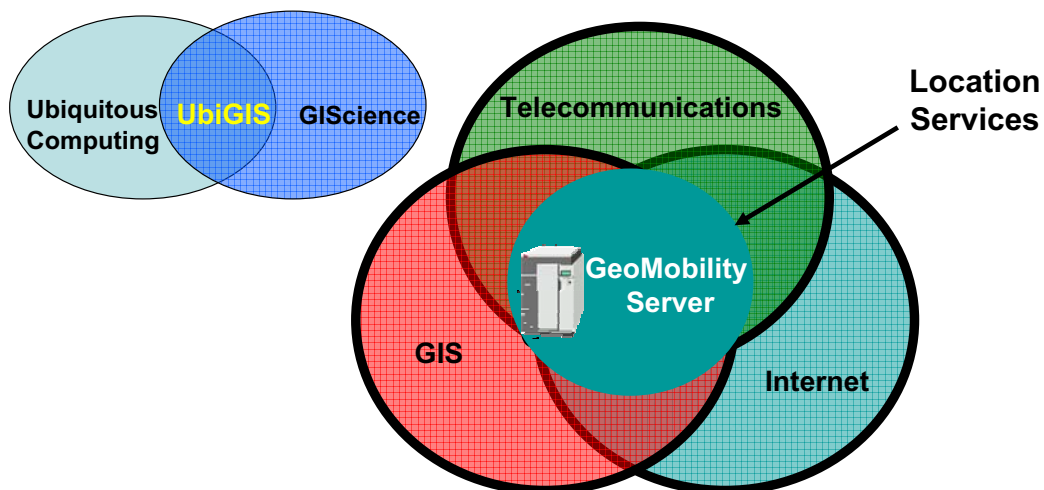 Ubiquitous
Computing
UbiGIS
GIScience
Telecommunications
Location
Services
GeoMobility
Server
GIS
Internet